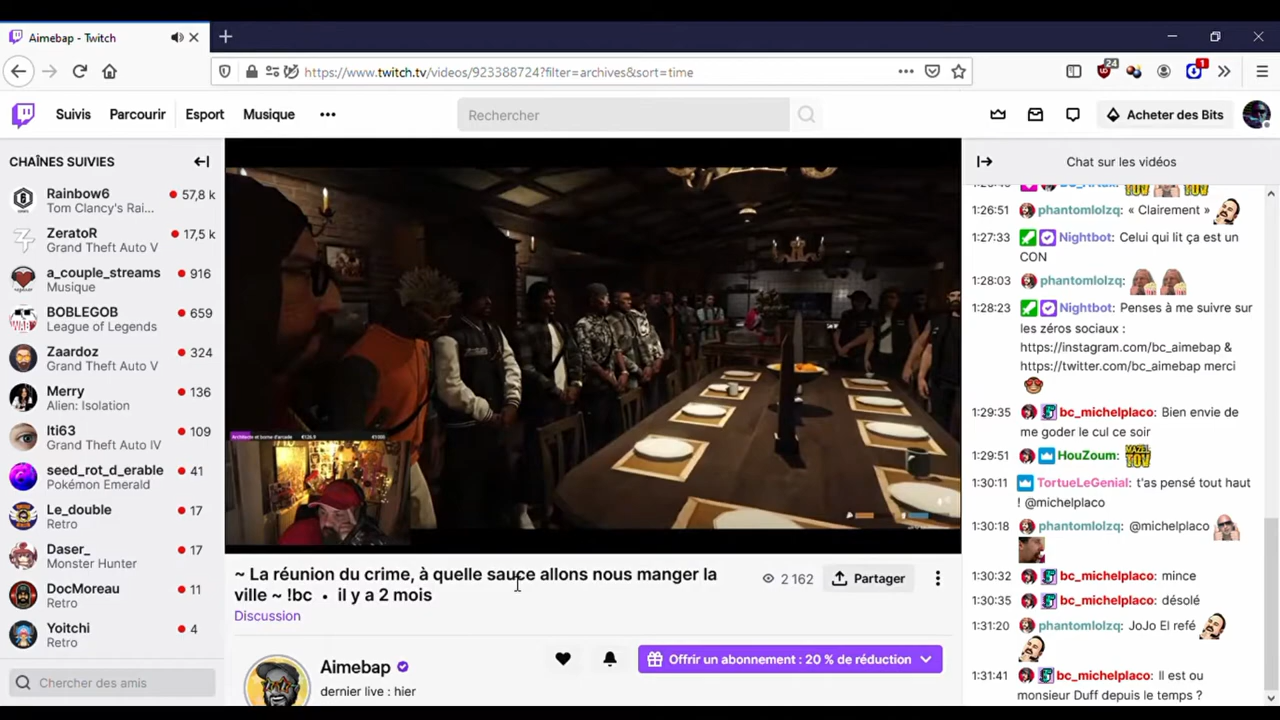 Aimebap - Twitch
https://www.twitch.tv/videos/923388724?filter=archives&sort=time
24
1
Suivis
Parcourir
Esport
Musique
Rechercher
Acheter des Bits
CHAÎNES SUIVIES
Rainbow6
57,8 k
Tom Clancy's Rai...
ZeratoR
17,5 k
Grand Theft Auto V
a_couple_streams
916
Musique
BOBLEGOB
659
League of Legends
Zaardoz
324
Grand Theft Auto V
Merry
136
Alien: Isolation
Iti63
109
Grand Theft Auto IV
seed_rot_d_erable
41
Pokémon Emerald
Le_double
17
Retro
Daser_
17
Monster Hunter
DocMoreau
11
Retro
Yoitchi
4
Retro
Chercher des amis
~ La réunion du crime, à quelle sauce allons nous manger la
ville ~ !bc • il y a 2 mois
Discussion
2 162
Partager
Aimebap
dernier live : hier
Offrir un abonnement : 20 % de réduction
Chat sur les vidéos
1:26:51 phantomlolzq: « Clairement »
1:27:33 Nightbot: Celui qui lit ça est un
CON
1:28:03 phantomlolzq:
1:28:23 Nightbot: Penses à me suivre sur
les zéros sociaux :
https://instagram.com/bc_aimebap &
https://twitter.com/bc_aimebap merci
1:29:35 bc_michelplaco: Bien envie de
me goder le cul ce soir
1:29:51 HouZoum: MAZEL TOV
1:30:11 TortueLeGenial: t'as pensé tout haut
! @michelplaco
1:30:18 phantomlolzq: @michelplaco
1:30:32 bc_michelplaco: mince
1:30:35 bc_michelplaco: désolé
1:31:20 phantomlolzq: JoJo El refé
1:31:41 bc_michelplaco: Il est ou
monsieur Duff depuis le temps ?